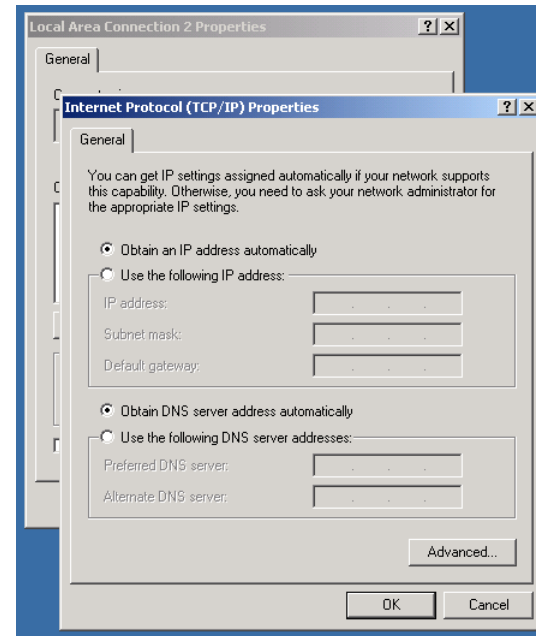 Local Area Connection 2 Properties
General
Internet Protocol (TCP/IP) Properties
General
You can get IP settings assigned automatically if your network supports
this capability. Otherwise, you need to ask your network administrator for
the appropriate IP settings.
Obtain an IP address automatically
Use the following IP address:
IP address:
Subnet mask:
Default gateway:
Obtain DNS server address automatically
Use the following DNS server addresses:
Preferred DNS server:
Alternate DNS server:
Advanced...
OK
Cancel